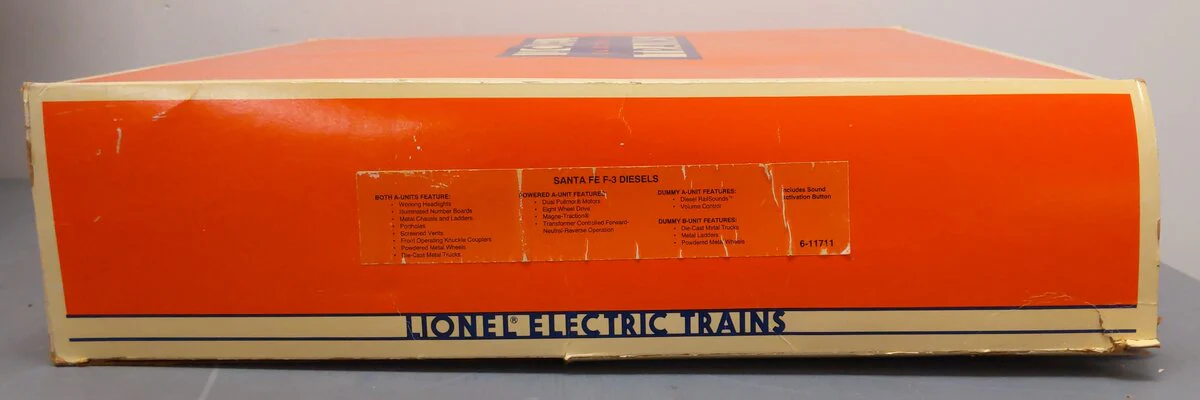 LIONEL
TRAINS
SANTA FE F-3 DIESELS
BOTH A-UNITS FEATURE:
• Working Headlights
• Illuminated Number Boards
• Metal Chassis and Ladders
• Portholes
• Screened Vents
• Front Operating Knuckle Couplers
• Powdered Metal Wheels
• Die-Cast Metal Trucks
POWERED A-UNIT FEATURES:
• Dual Pullmor® Motors
• Eight Wheel Drive
• Magne-Traction®
• Transformer Controlled Forward-
Neutral-Reverse Operation
DUMMY A-UNIT FEATURES:
• Diesel RailSounds™
• Volume Control
DUMMY B-UNIT FEATURES:
• Die-Cast Metal Trucks
• Metal Ladders
• Powdered Metal Wheels
Includes Sound
Activation Button
6-11711
LIONEL® ELECTRIC TRAINS